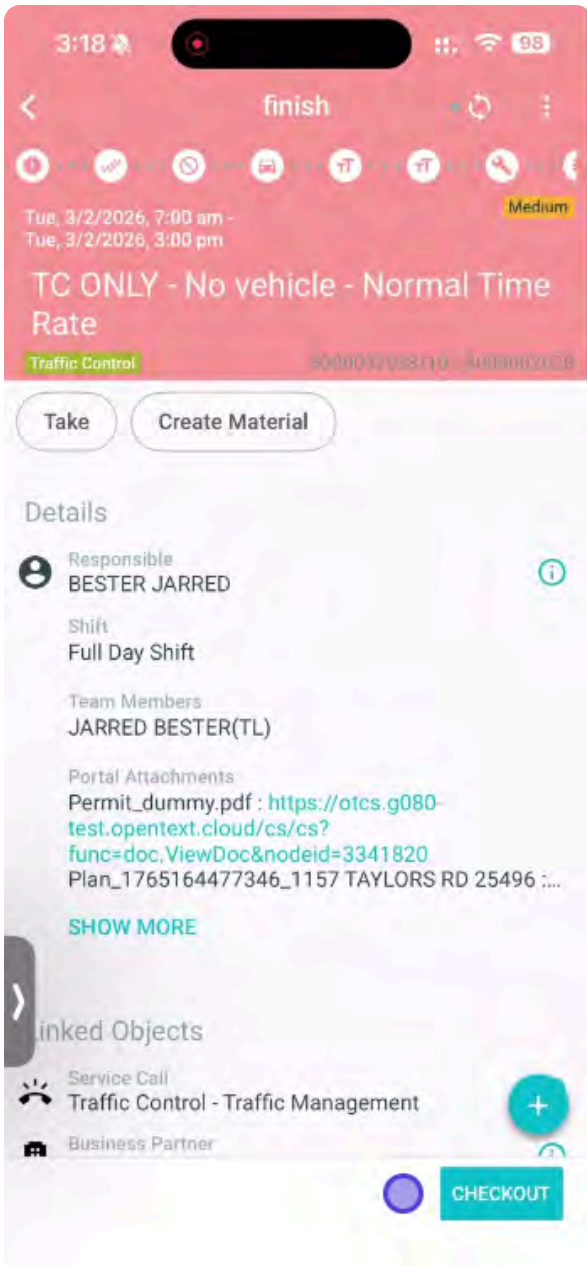 3:18
98
finish
Tue, 3/2/2026, 7:00 am -
Tue, 3/2/2026, 3:00 pm
Medium
TC ONLY - No vehicle - Normal Time
Rate
Traffic Control
Take
Create Material
Details
Responsible
BESTER JARRED
Shift
Full Day Shift
Team Members
JARRED BESTER(TL)
Portal Attachments
Permit_dummy.pdf : https://otcs.g080-
test.opentext.cloud/cs/cs?
func=doc.ViewDoc&nodeid=3341820
Plan_1765164477346_1157 TAYLORS RD 25496 :...
SHOW MORE
inked Objects
Service Call
Traffic Control - Traffic Management
Business Partner
CHECKOUT